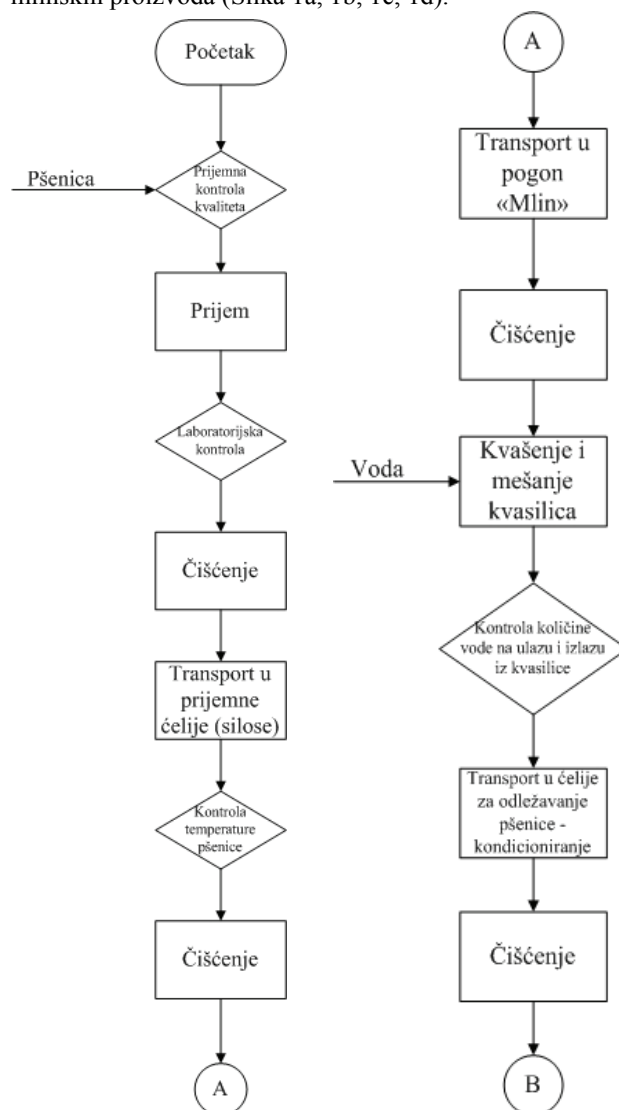 mlinskih proizvoda (Slika 1a, 1b, 1c, 1d).
Početak
Pšenica
Prijemna
kontrola
kvaliteta
Prijem
Laboratorijska
kontrola
Čišćenje
Transport u
prijemne
ćelije (silose)
Kontrola
temperature
pšenice
Čišćenje
A
A
Transport u
pogon
«Mlin»
Čišćenje
Voda
Kvašenje i
mešanje
kvasilica
Kontrola količine
vode na ulazu i izlazu
iz kvasilice
Transport u ćelije
za odležavanje
pšenice -
kondicioniranje
Čišćenje
B